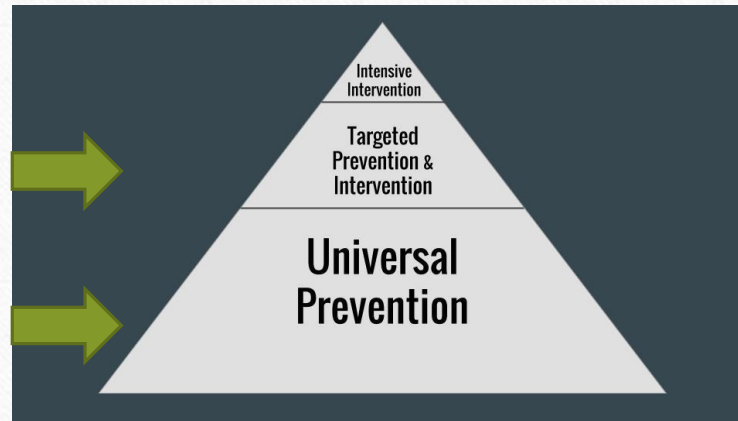 Intensive
Intervention
Targeted
Prevention &
Intervention
Universal
Prevention